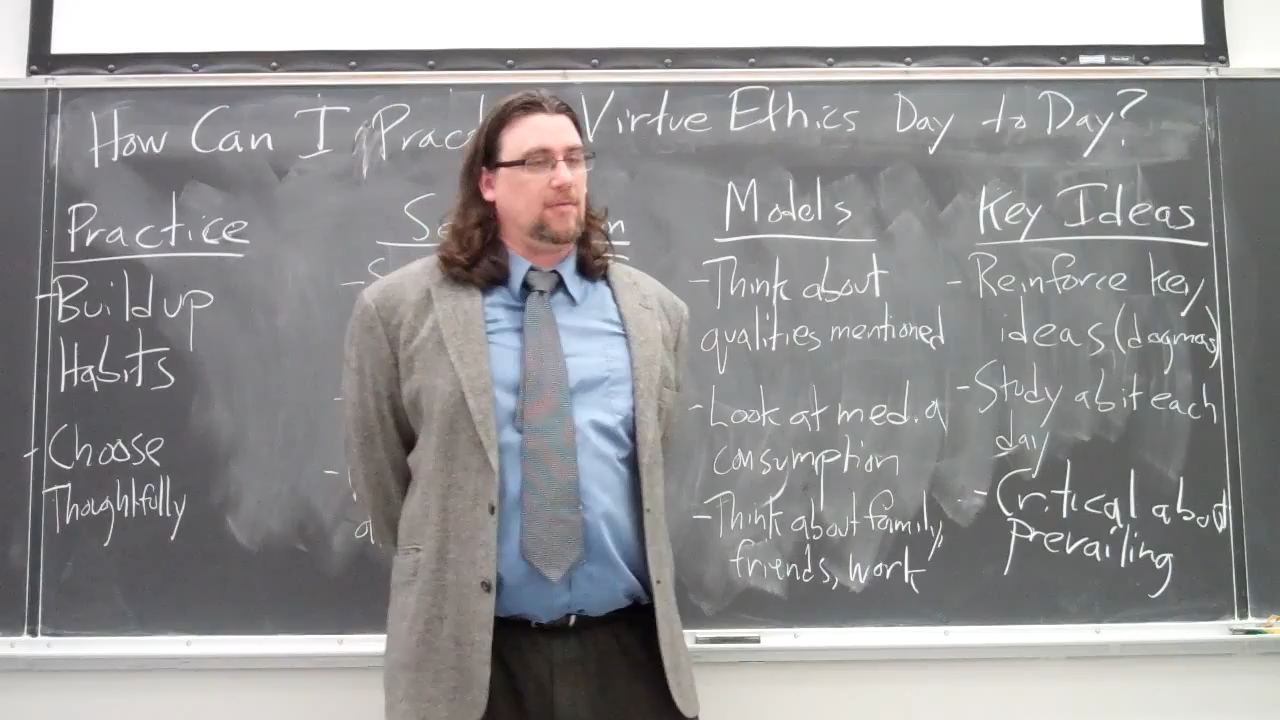 How Can I Prac Virtue Ethics Day to Day?
Practice
- Build up
Habits
- Choose
Thoughtfully
Se n
- S
a
Models
- Think about
qualities mentioned
- Look at media
consumption
- Think about family,
friends, work
Key Ideas
- Reinforce key
ideas (dogmas)
- Study a bit each
day
- Critical about
prevailing